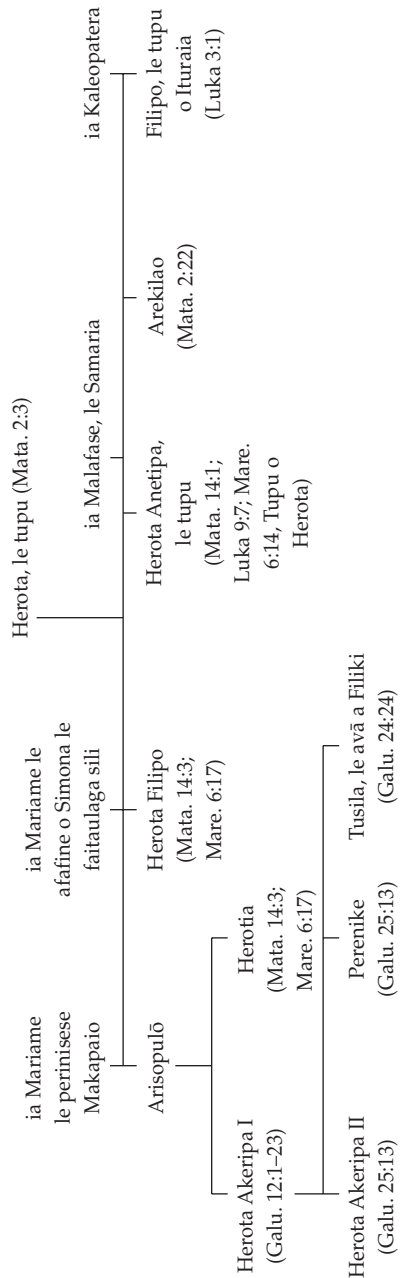 Herota, le tupu (Mata. 2:3)
ia Mariame
le perinisese
Makapaio
ia Mariame le
afafine o Simona le
faitaulaga sili
ia Malafase, le Samaria
ia Kaleopatera
Arisopulō
Herota Filipo
(Mata. 14:3;
Mare. 6:17)
Herota Anetipa,
le tupu
(Mata. 14:1;
Luka 9:7; Mare.
6:14, Tupu o
Herota)
Arekilao
(Mata. 2:22)
Filipo, le tupu
o Ituraia
(Luka 3:1)
Herota Akeripa I
(Galu. 12:1–23)
Herotia
(Mata. 14:3;
Mare. 6:17)
Herota Akeripa II
(Galu. 25:13)
Perenike
(Galu. 25:13)
Tusila, le avā a Filiki
(Galu. 24:24)